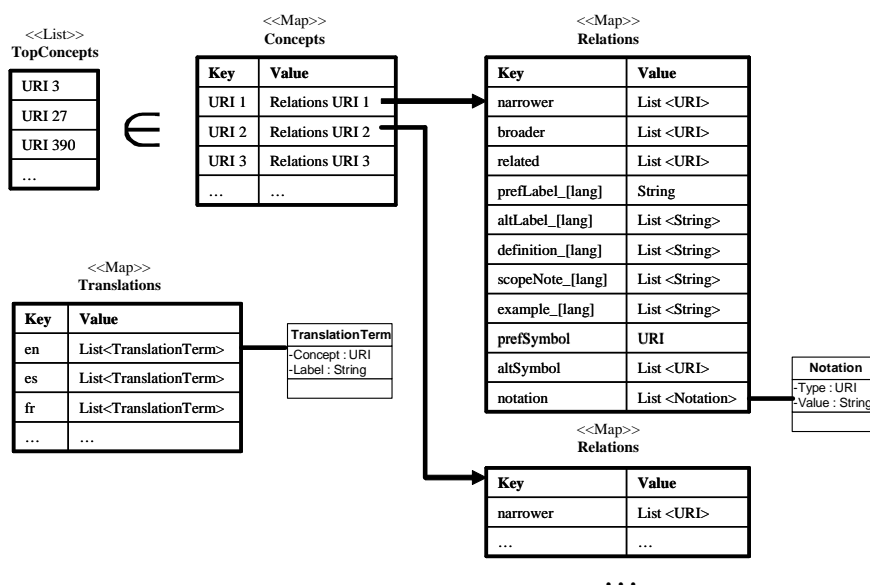 <<List>>
TopConcepts
URI 3
URI 27
URI 390
…
∈
<<Map>>
Concepts
Key Value
URI 1 Relations URI 1
URI 2 Relations URI 2
URI 3 Relations URI 3
… …
<<Map>>
Relations
Key Value
narrower List <URI>
broader List <URI>
related List <URI>
prefLabel_[lang] String
altLabel_[lang] List <String>
definition_[lang] List <String>
scopeNote_[lang] List <String>
example_[lang] List <String>
prefSymbol URI
altSymbol List <URI>
notation List <Notation>
<<Map>>
Translations
Key Value
en List<TranslationTerm>
es List<TranslationTerm>
fr List<TranslationTerm>
… …
TranslationTerm
-Concept : URI
-Label : String
Notation
-Type : URI
-Value : String
<<Map>>
Relations
Key Value
narrower List <URI>
… …
…